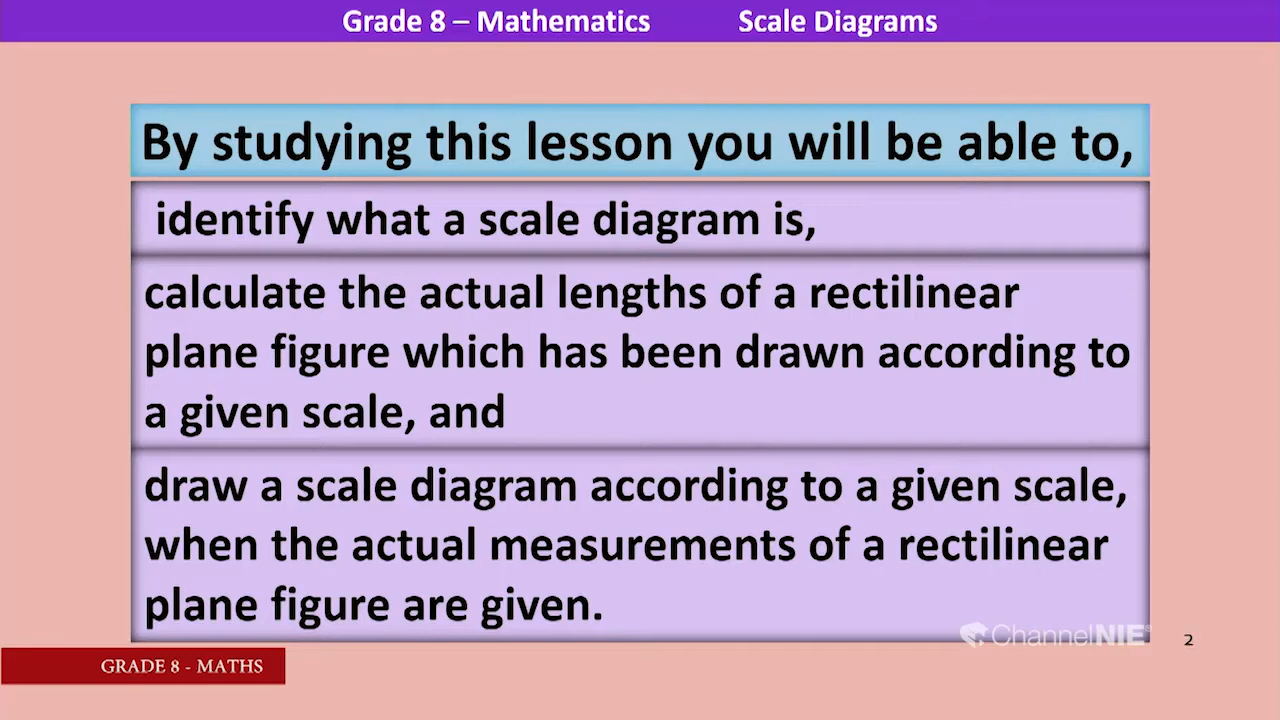 Grade 8 – Mathematics Scale Diagrams
By studying this lesson you will be able to,
identify what a scale diagram is,
calculate the actual lengths of a rectilinear
plane figure which has been drawn according to
a given scale, and
draw a scale diagram according to a given scale,
when the actual measurements of a rectilinear
plane figure are given.
ChannelNIE®
2
GRADE 8 - MATHS